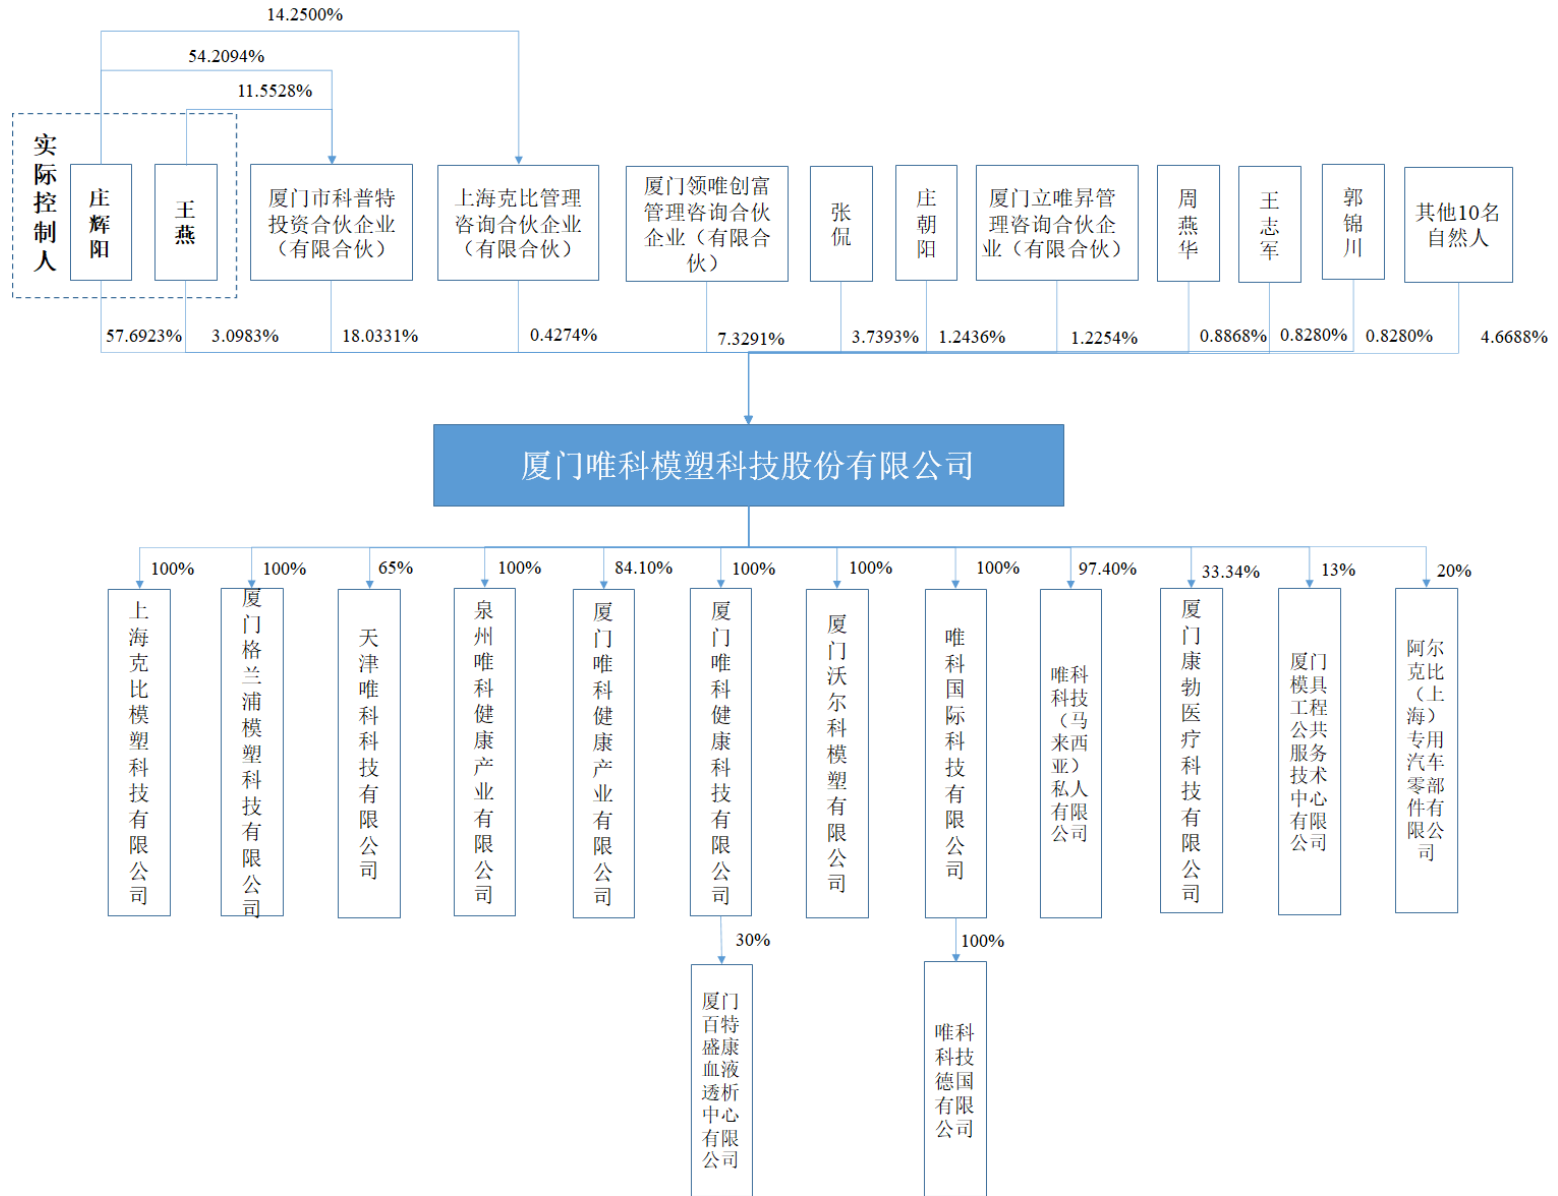 14.2500%
54.2094%
11.5528%
实际控制人
庄辉阳
王燕
厦门市科普特
投资合伙企业
（有限合伙）
上海克比管理
咨询合伙企业
（有限合伙）
厦门领唯创富
管理咨询合伙
企业（有限合
伙）
张侃
庄朝阳
厦门立唯昇管
理咨询合伙企
业（有限合伙）
周燕华
王志军
郭锦川
其他10名
自然人
57.6923%
3.0983%
18.0331%
0.4274%
7.3291%
3.7393%
1.2436%
1.2254%
0.8868%
0.8280%
0.8280%
4.6688%
厦门唯科模塑科技股份有限公司
100%
100%
65%
100%
84.10%
100%
100%
100%
97.40%
33.34%
13%
20%
上海克比模塑科技有限公司
厦门格兰浦模塑科技有限公司
天津唯科科技有限公司
泉州唯科健康产业有限公司
厦门唯科健康产业有限公司
厦门唯科健康科技有限公司
厦门沃尔科模塑有限公司
唯科国际科技有限公司
唯科
科技
（马
来西
亚）
私人
有限
公司
厦门康勃医疗科技有限公司
厦门
模具
工程
公共
服务
技术
中心
有限
公司
阿尔
克比
（上
海）
专用
汽车
零部
件有
限公
司
30%
100%
厦门
百特
盛康
血液
透析
中心
有限
公司
唯科
科技
德国
有限
公司